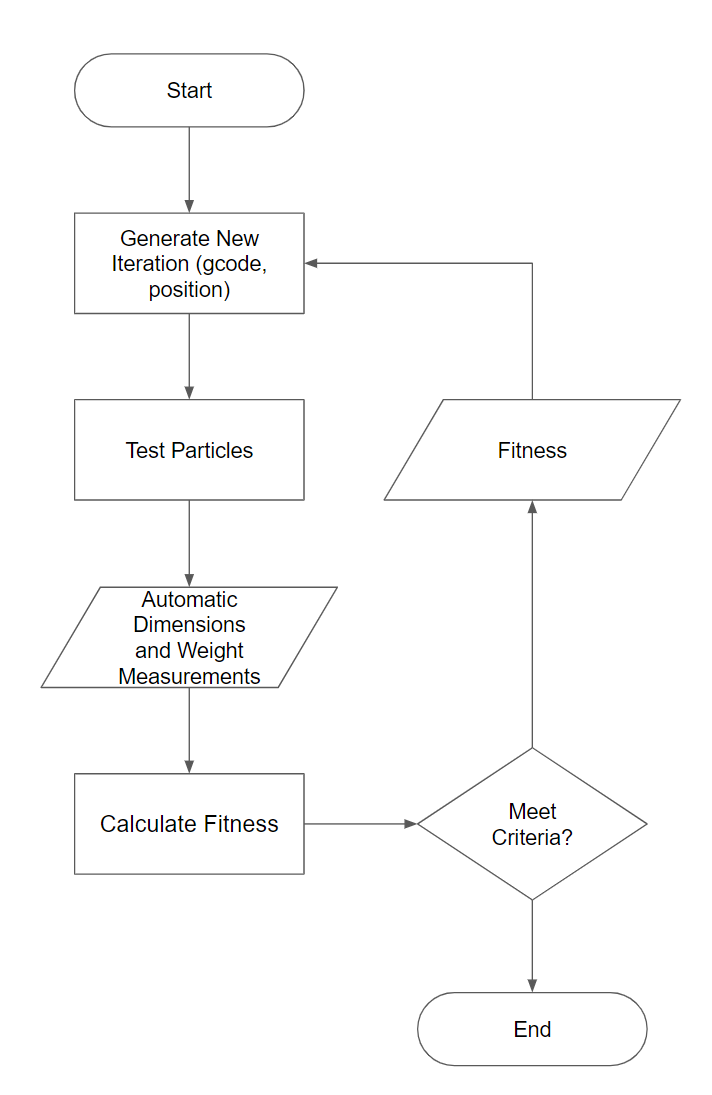 Start
Generate New
Iteration (gcode,
position)
Test Particles
Fitness
Automatic
Dimensions
and Weight
Measurements
Calculate Fitness
Meet
Criteria?
End